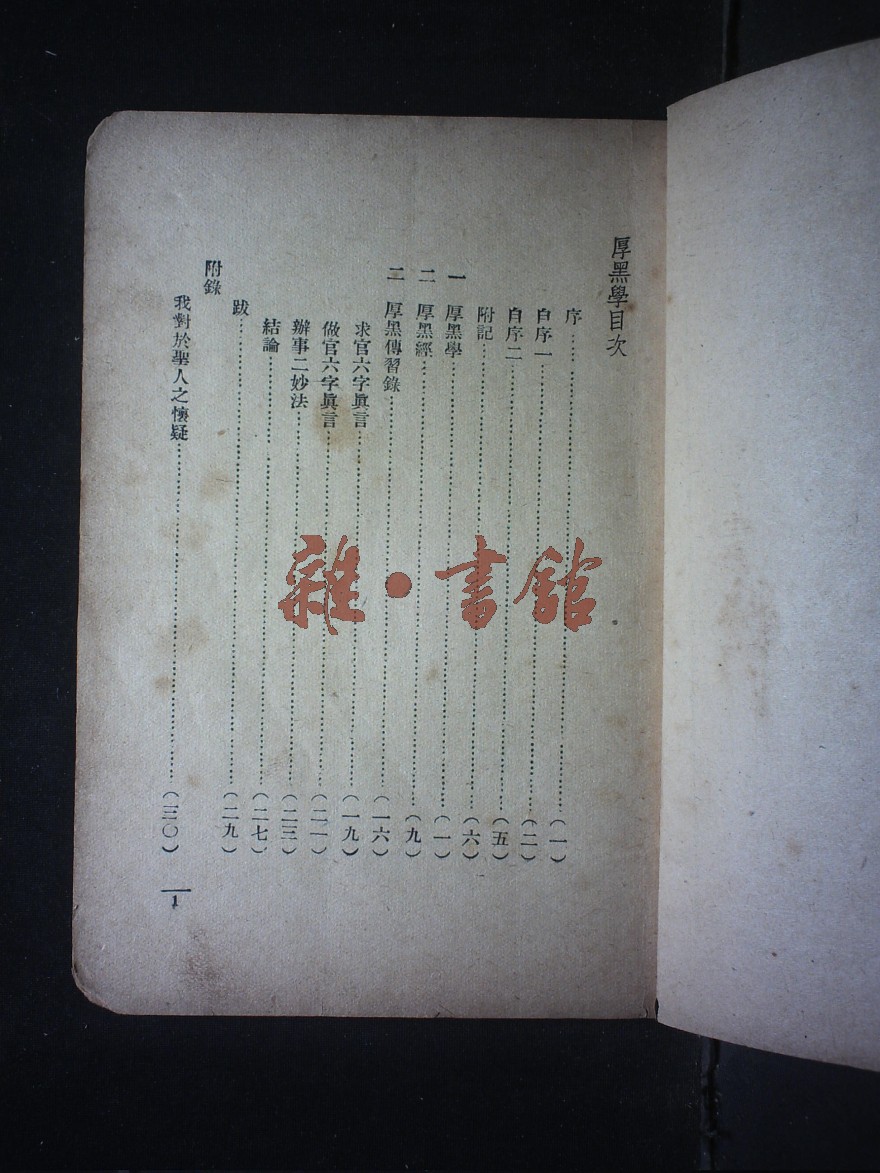 厚黑學目次
序……(一)
自序一……(二)
自序二……(五)
附記……(六)
一 厚黑學……(一)
二 厚黑經……(九)
二 厚黑傳習錄……(一六)
求官六字眞言……(一九)
做官六字眞言……(二一)
辦事二妙法……(二三)
結論……(二七)
跋……(二九)
附錄
我對於聖人之懷疑……(三〇)
1
雜·書館